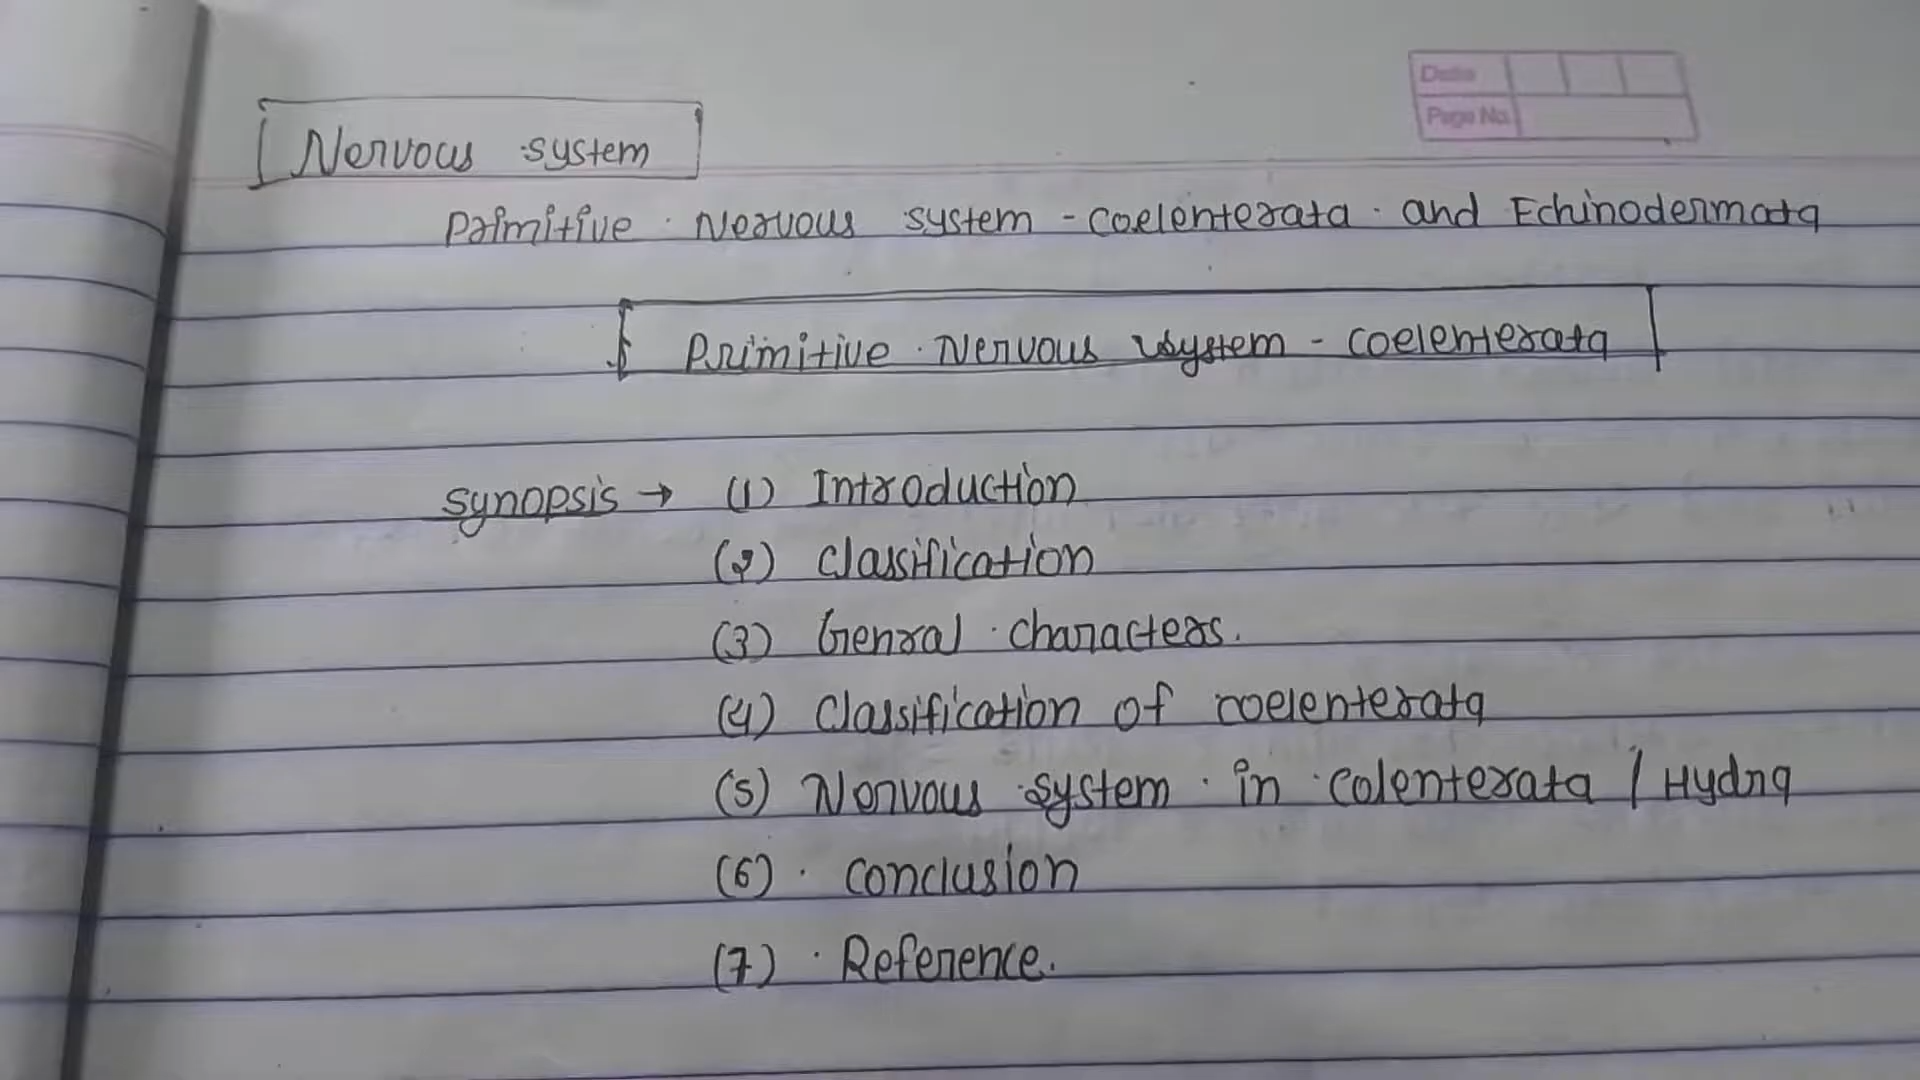 Date
Page No.
Nervous system
Primitive Nervous system - Coelenterata and Echinodermata
Primitive Nervous system - Coelenterata
Synopsis → (1) Introduction
(2) Classification
(3) Genral characters.
(4) Classification of coelenterata
(5) Nervous system in colenterata / Hydra
(6) Conclusion
(7) Reference.